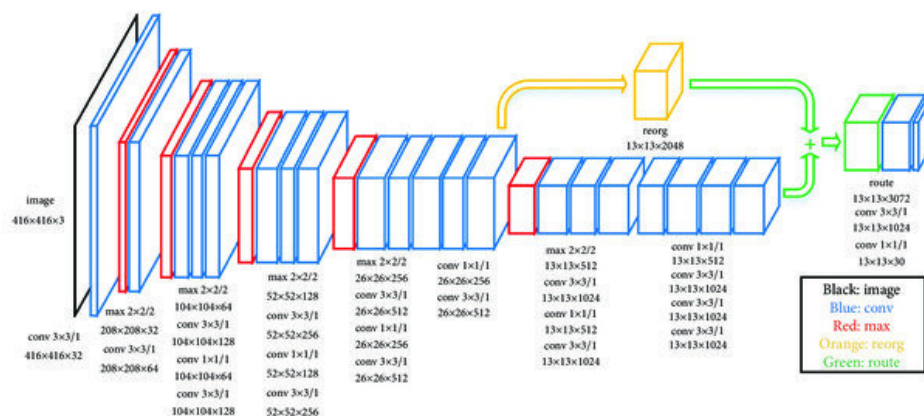 image
416×416×3
conv 3×3/1
416×416×32
max 2×2/2
208×208×32
conv 3×3/1
208×208×64
max 2×2/2
104×104×64
conv 3×3/1
104×104×128
conv 1×1/1
104×104×64
conv 3×3/1
104×104×128
max 2×2/2
52×52×128
conv 3×3/1
52×52×256
conv 1×1/1
52×52×128
conv 3×3/1
52×52×256
max 2×2/2
26×26×256
conv 3×3/1
26×26×512
conv 1×1/1
26×26×256
conv 3×3/1
26×26×512
conv 1×1/1
26×26×256
conv 3×3/1
26×26×512
reorg
13×13×2048
max 2×2/2
13×13×512
conv 3×3/1
13×13×1024
conv 1×1/1
13×13×512
conv 3×3/1
13×13×1024
conv 1×1/1
13×13×512
conv 3×3/1
13×13×1024
conv 3×3/1
13×13×1024
conv 3×3/1
13×13×1024
+
route
13×13×3072
conv 3×3/1
13×13×1024
conv 1×1/1
13×13×30
Black: image
Blue: conv
Red: max
Orange: reorg
Green: route